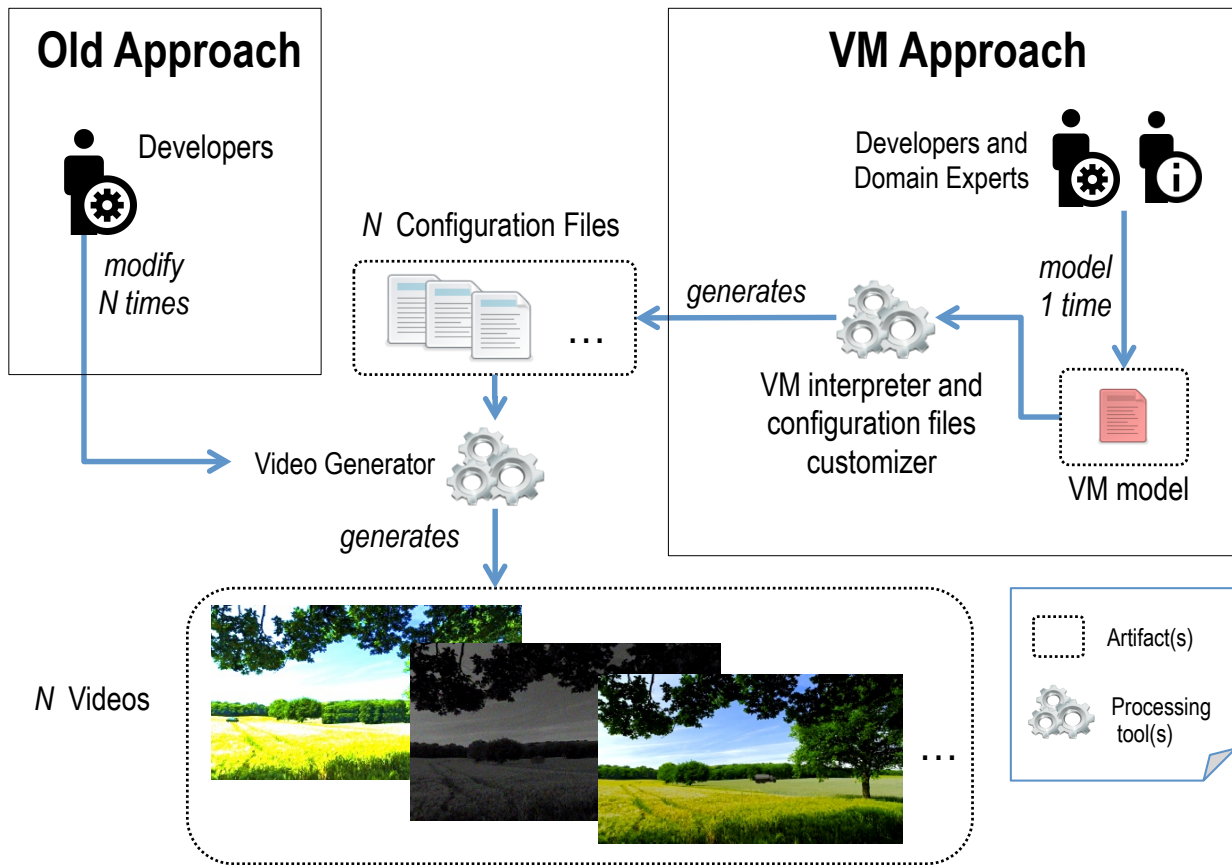 Old Approach
Developers
modify
N times
VM Approach
Developers and
Domain Experts
model
1 time
N Configuration Files
...
generates
VM interpreter and
configuration files
customizer
VM model
Video Generator
generates
N Videos
...
Artifact(s)
Processing
tool(s)